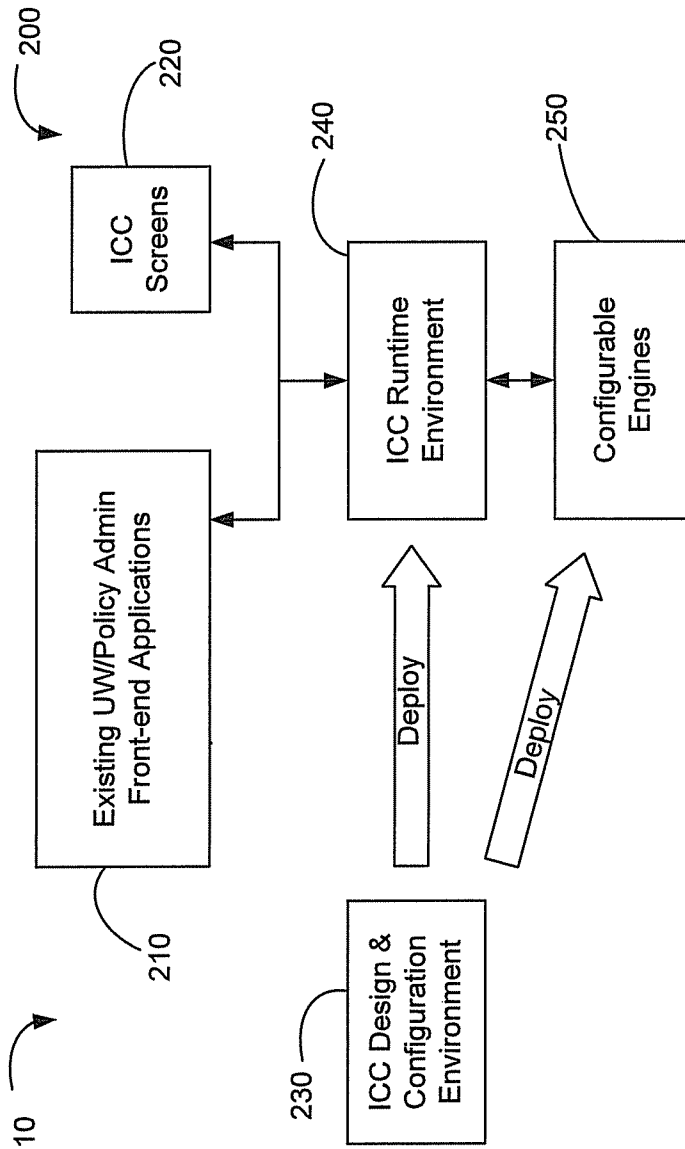 10
200
Existing UW/Policy Admin
Front-end Applications
210
ICC
Screens
220
ICC Design &
Configuration
Environment
230
Deploy
Deploy
ICC Runtime
Environment
240
Configurable
Engines
250